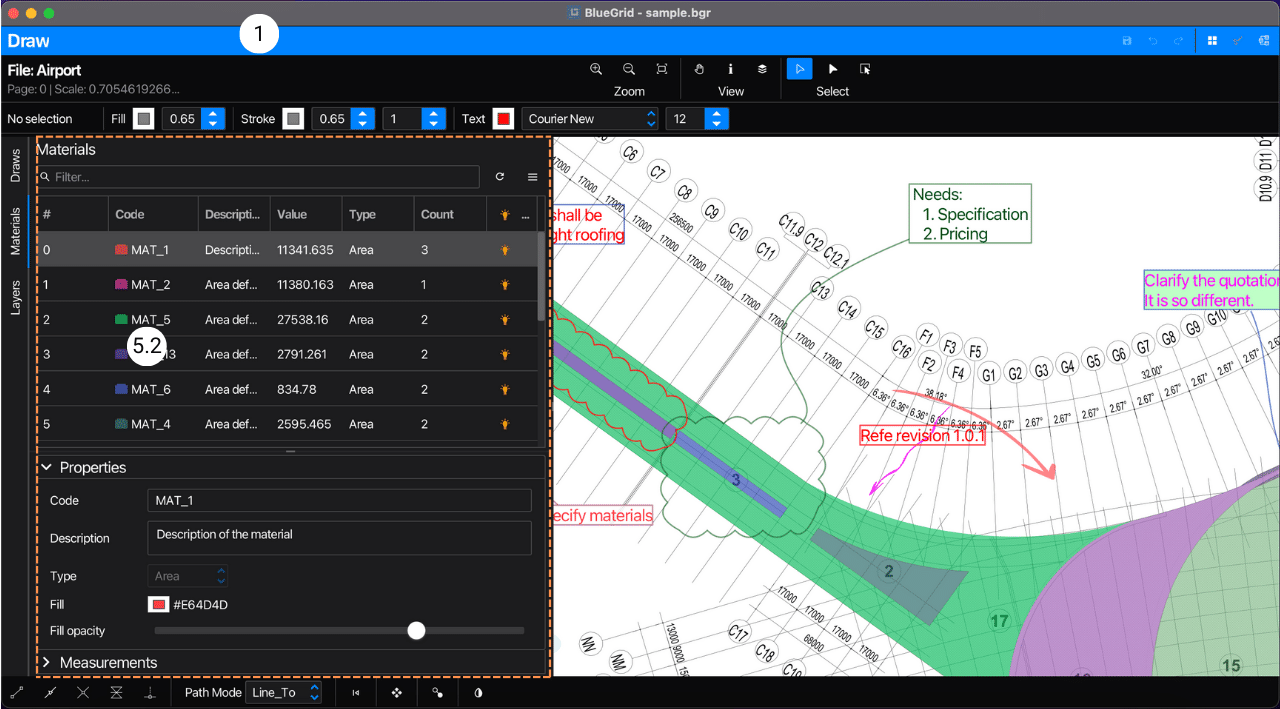 BlueGrid - sample.bgr
Draw
1
File: Airport
Page: 0 | Scale: 0.7054619266...
Zoom
View
Select
No selection
Fill
0.65
Stroke
0.65
1
Text
Courier New
12
Draws
Materials
Layers
Materials
Filter...
# Code Descripti... Value Type Count ...
0 MAT_1 Descripti... 11341.635 Area 3
1 MAT_2 Area def... 11380.163 Area 1
2 MAT_5 Area def... 27538.16 Area 2
3 13 Area def... 2791.261 Area 2
5.2
4 MAT_6 Area def... 834.78 Area 2
5 MAT_4 Area def... 2595.465 Area 2
Properties
Code MAT_1
Description Description of the material
Type Area
Fill #E64D4D
Fill opacity
Measurements
Path Mode Line_To
shall be
ght roofing
Needs:
1. Specification
2. Pricing
Clarify the quotation
It is so different.
Refe revision 1.0.1
ecify materials
C6
C7
C8
C9
C10
C11
C11.9
C12
C12.1
C13
C14
C15
C16
F1
F2
F3
F4
F5
G1
G2
G3
G4
G5
G6
G7
G8
G9
G10
D11
D10.9
256500
17000
17000
17000
17000
17000
17000
17000
17000
17000
17000
38.18°
32.00°
6.36°
6.36°
6.36°
6.36°
6.36°
2.67°
2.67°
2.67°
2.67°
2.67°
2.67°
2.67°
2.67°
2.67°
3
2
17
15
17000
17000
17000
17000
68000
13000
9000
NN
NM
C17
C18